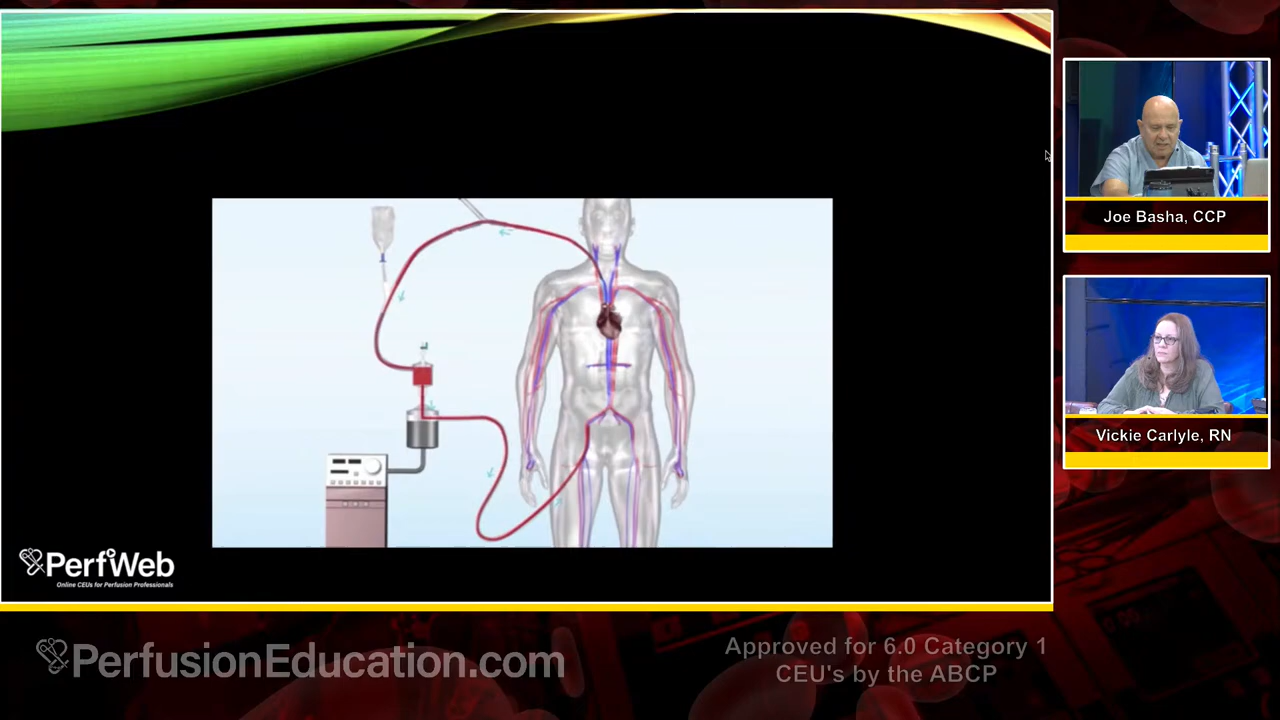 Joe Basha, CCP
Vickie Carlyle, RN
PerfWeb
Online CEUs for Perfusion Professionals
PerfusionEducation.com
Approved for 6.0 Category 1
CEU's by the ABCP